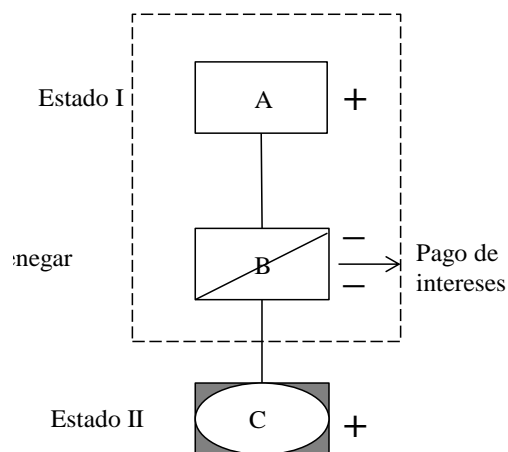 Estado I
A
+
B
−
−
Pago de
intereses
Estado II
C
+